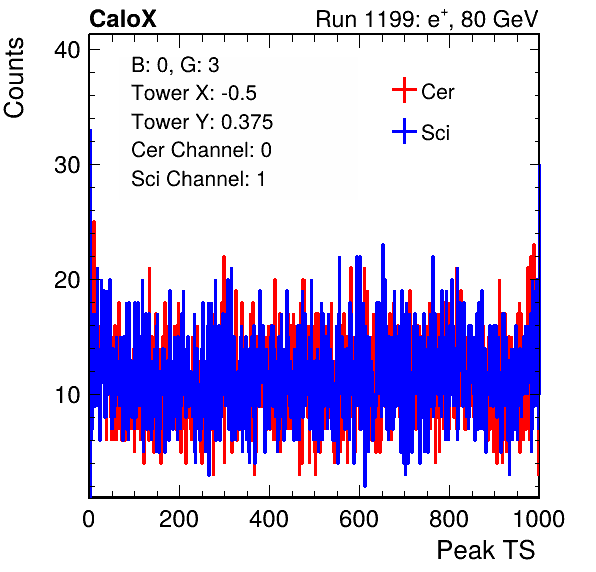 CaloX Run 1199: e⁺, 80 GeV
Counts
40
30
20
10
B: 0, G: 3
Tower X: -0.5
Tower Y: 0.375
Cer Channel: 0
Sci Channel: 1
Cer
Sci
0 200 400 600 800 1000
Peak TS